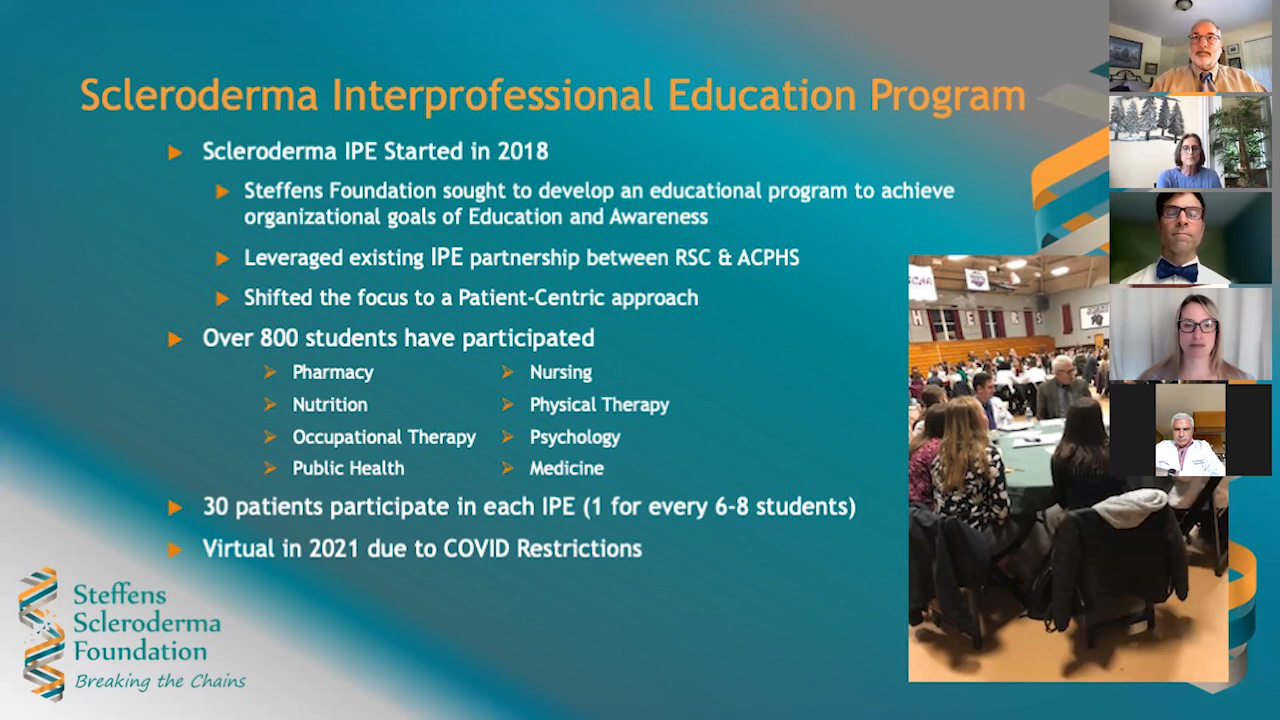 Scleroderma Interprofessional Education Program
Scleroderma IPE Started in 2018
Steffens Foundation sought to develop an educational program to achieve
organizational goals of Education and Awareness
Leveraged existing IPE partnership between RSC & ACPHS
Shifted the focus to a Patient-Centric approach
Over 800 students have participated
Pharmacy
Nursing
Nutrition
Physical Therapy
Occupational Therapy
Psychology
Public Health
Medicine
30 patients participate in each IPE (1 for every 6-8 students)
Virtual in 2021 due to COVID Restrictions
Steffens
Scleroderma
Foundation
Breaking the Chains